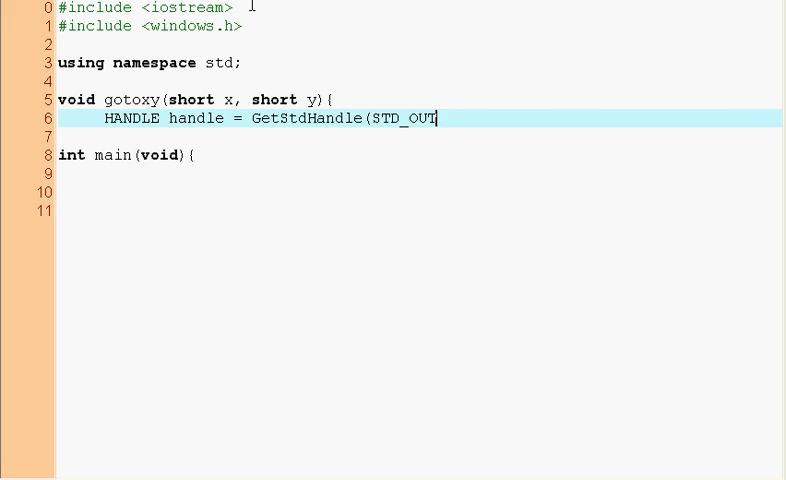 0 #include <iostream>
1 #include <windows.h>
2
3 using namespace std;
4
5 void gotoxy(short x, short y){
6 HANDLE handle = GetStdHandle(STD_OUT
7
8 int main(void){
9
10
11